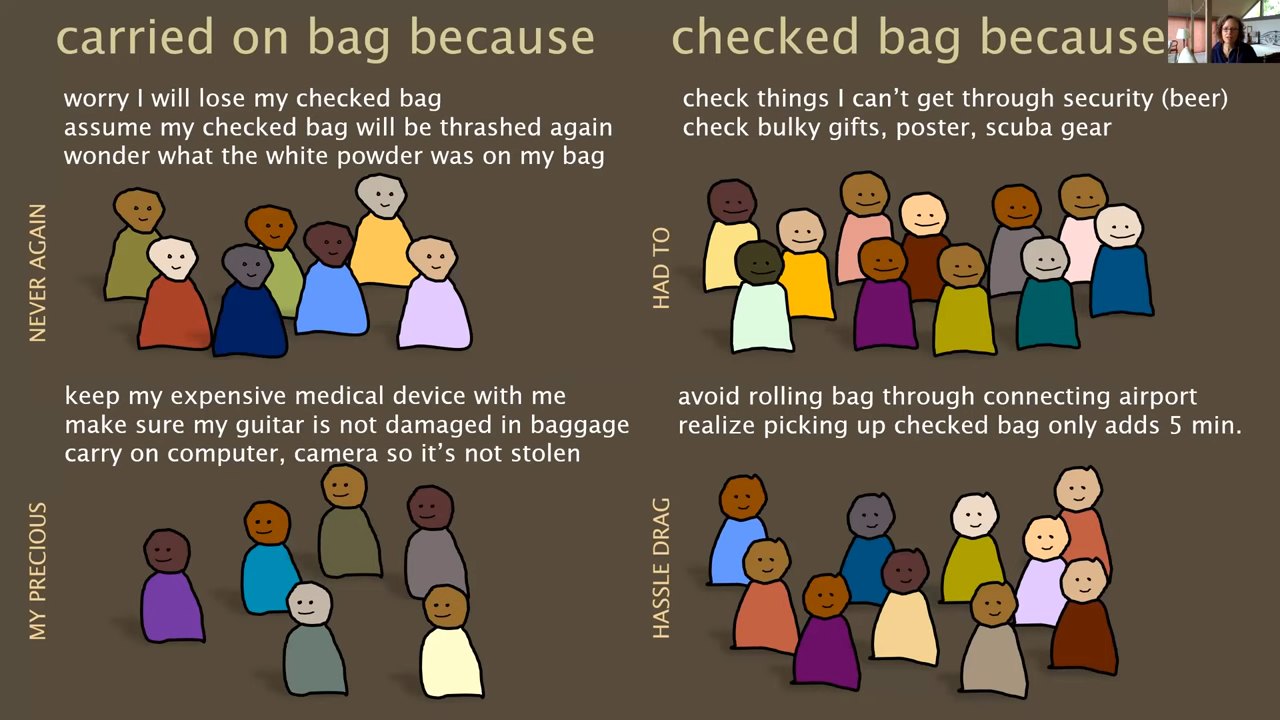 carried on bag because
worry I will lose my checked bag
assume my checked bag will be thrashed again
wonder what the white powder was on my bag
NEVER AGAIN
keep my expensive medical device with me
make sure my guitar is not damaged in baggage
carry on computer, camera so it's not stolen
MY PRECIOUS
checked bag because
check things I can't get through security (beer)
check bulky gifts, poster, scuba gear
HAD TO
avoid rolling bag through connecting airport
realize picking up checked bag only adds 5 min.
HASSLE DRAG